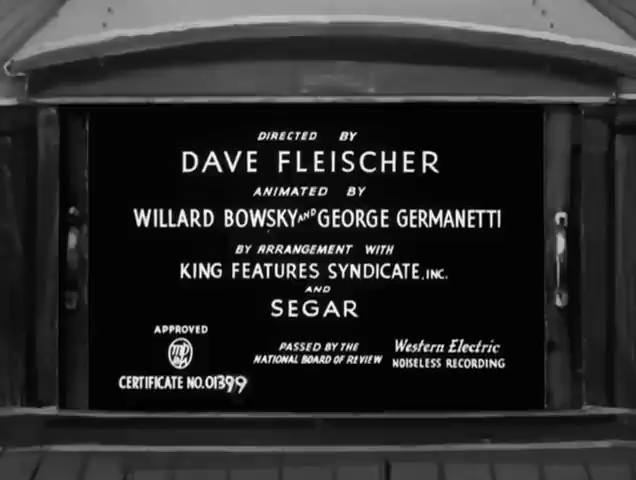 DIRECTED BY
DAVE FLEISCHER
ANIMATED BY
WILLARD BOWSKY AND GEORGE GERMANETTI
BY ARRANGEMENT WITH
KING FEATURES SYNDICATE, INC.
AND
SEGAR
APPROVED
MPPDA
CERTIFICATE NO. 01399
PASSED BY THE
NATIONAL BOARD OF REVIEW
Western Electric
NOISELESS RECORDING